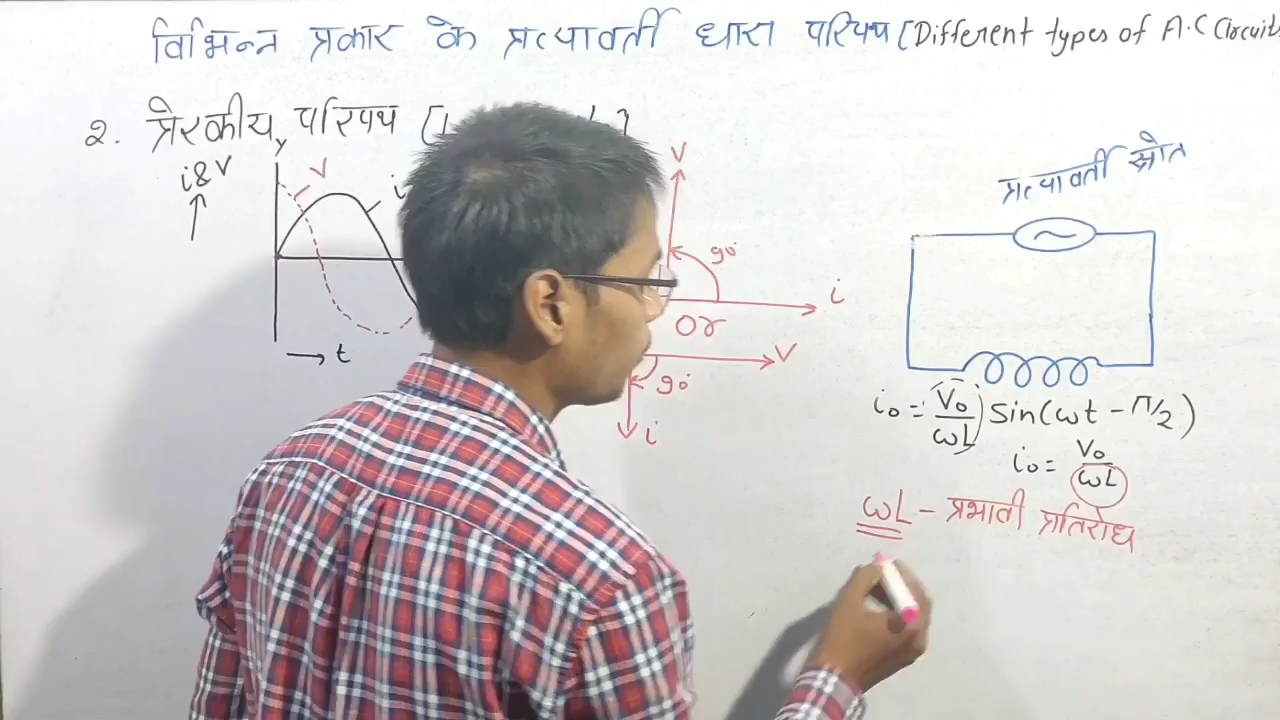 विभिन्न प्रकार के प्रत्यावर्ती धारा परिपथ [Different types of A.C Circuits
२. प्रेरकीय परिपथ [
y
i&V
V
i
t
V
90°
i
Or
V
90°
i
प्रत्यावर्ती स्रोत
~
i₀ = (V₀/ωL) Sin(ωt - π/2)
i₀ = V₀/ωL
ωL - प्रभावी प्रतिरोध